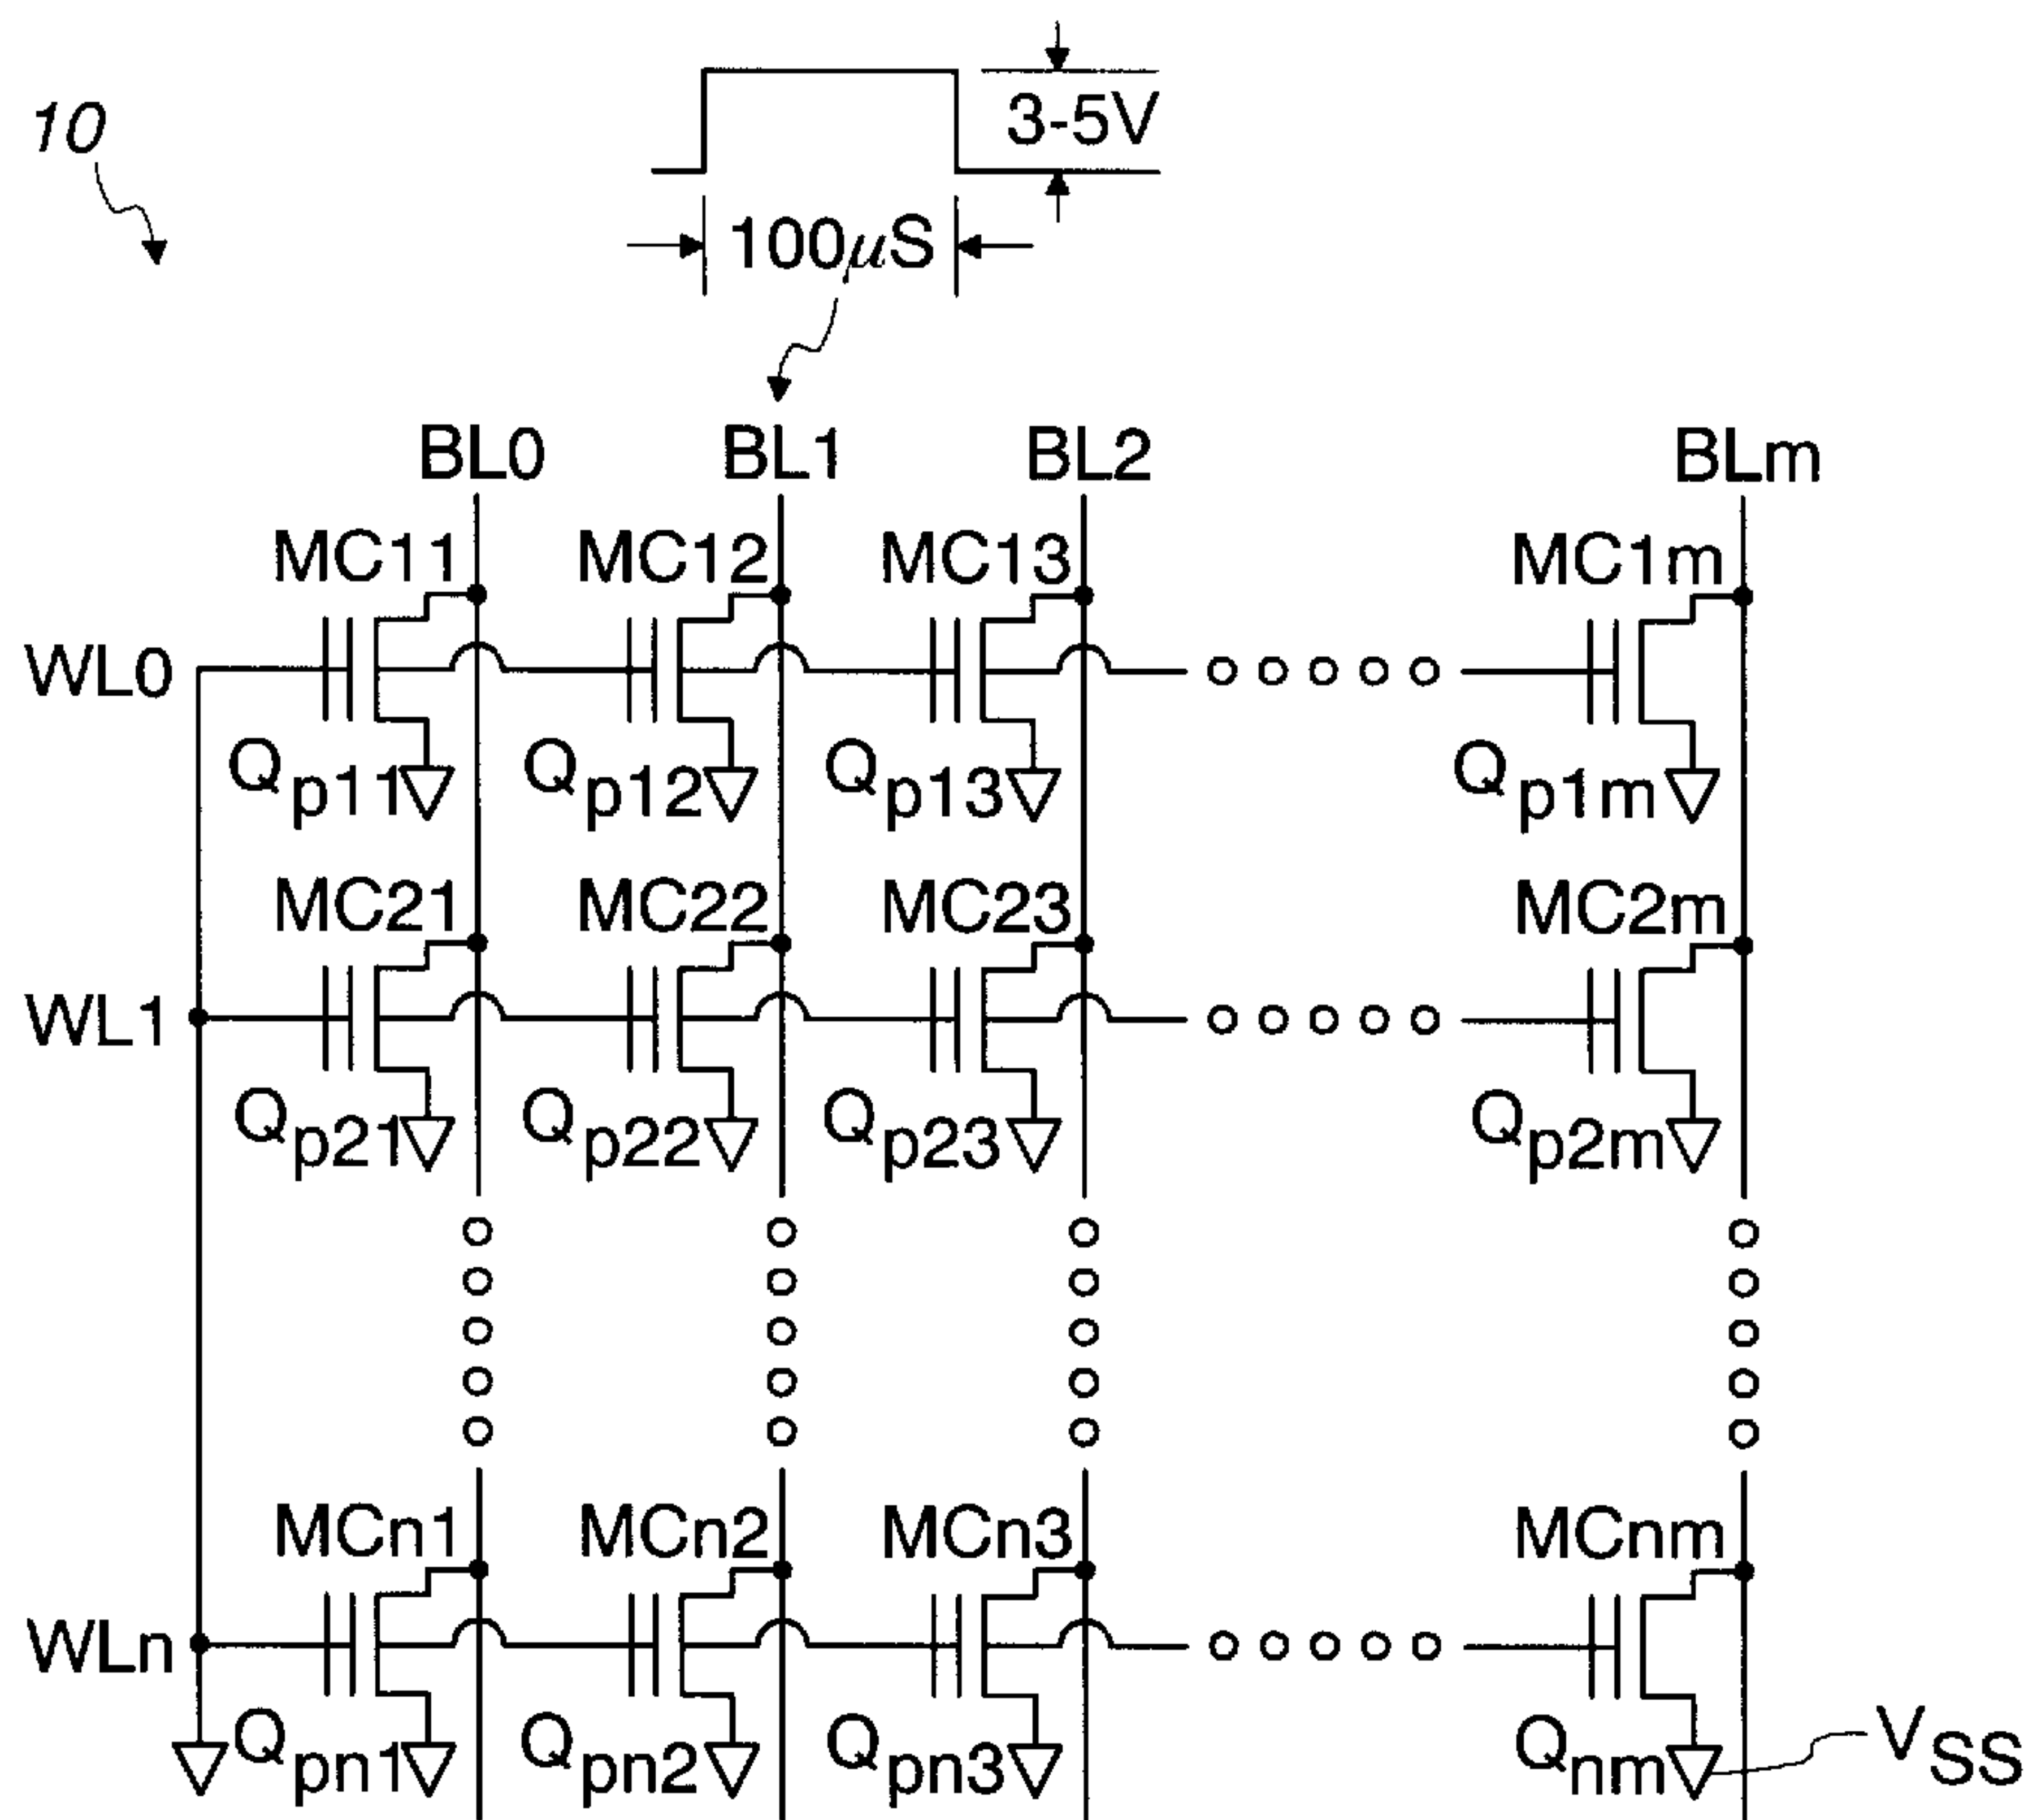 10
3-5V
100μS
BL0 BL1 BL2 BLm
MC11 MC12 MC13 MC1m
WL0
Qp11 Qp12 Qp13 Qp1m
MC21 MC22 MC23 MC2m
WL1
Qp21 Qp22 Qp23 Qp2m
MCn1 MCn2 MCn3 MCnm
WLn
Qpn1 Qpn2 Qpn3 Qnm VSS